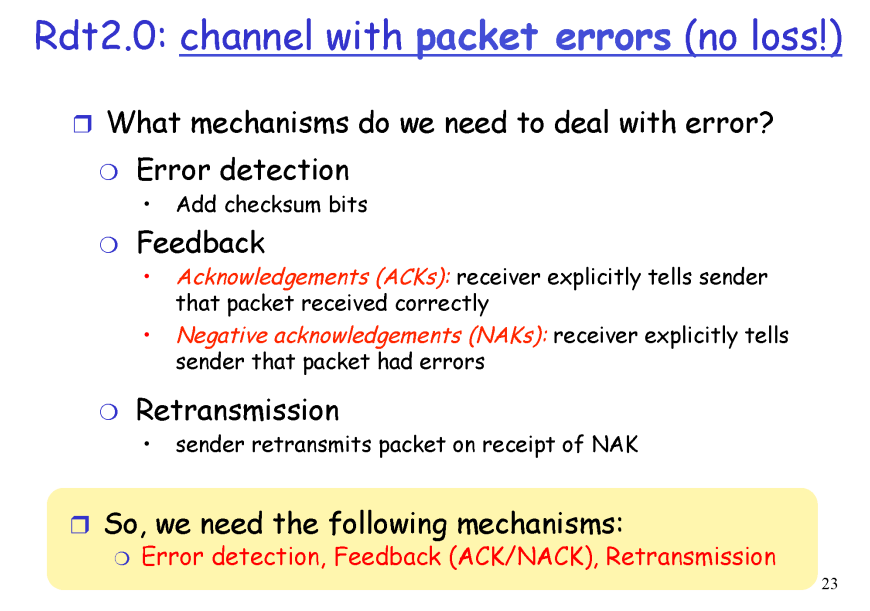 Rdt2.0: channel with packet errors (no loss!)
What mechanisms do we need to deal with error?
Error detection
Add checksum bits
Feedback
Acknowledgements (ACKs): receiver explicitly tells sender
that packet received correctly
Negative acknowledgements (NAKs): receiver explicitly tells
sender that packet had errors
Retransmission
sender retransmits packet on receipt of NAK
So, we need the following mechanisms:
Error detection, Feedback (ACK/NACK), Retransmission
23